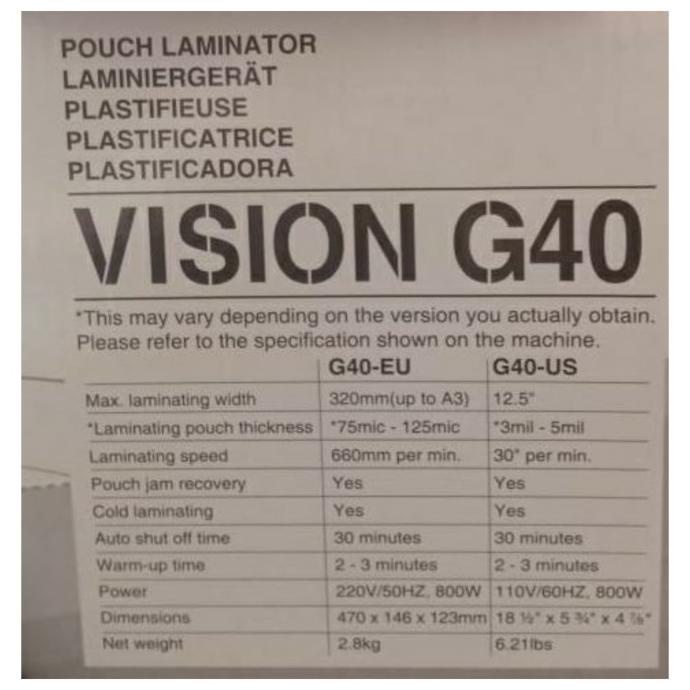 POUCH LAMINATOR
LAMINIERGERÄT
PLASTIFIEUSE
PLASTIFICATRICE
PLASTIFICADORA
VISION G40
*This may vary depending on the version you actually obtain.
Please refer to the specification shown on the machine.
G40-EU G40-US
Max. laminating width 320mm(up to A3) 12.5"
*Laminating pouch thickness *75mic - 125mic *3mil - 5mil
Laminating speed 660mm per min. 30" per min.
Pouch jam recovery Yes Yes
Cold laminating Yes Yes
Auto shut off time 30 minutes 30 minutes
Warm-up time 2 - 3 minutes 2 - 3 minutes
Power 220V/50HZ, 800W 110V/60HZ, 800W
Dimensions 470 x 146 x 123mm 18 ½" x 5 ¾" x 4 ⅞"
Net weight 2.8kg 6.21lbs